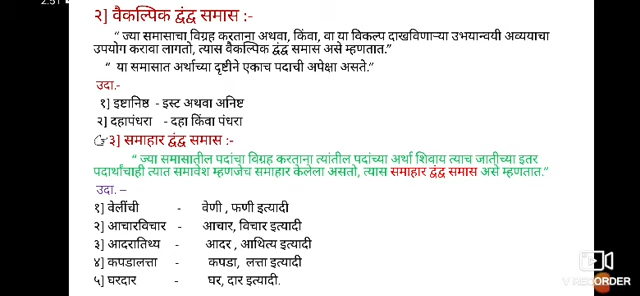 2:51
२] वैकल्पिक द्वंद्व समास :-
“ ज्या समासाचा विग्रह करताना अथवा, किंवा, वा या विकल्प दाखविणाऱ्या उभयान्वयी अव्ययाचा
उपयोग करावा लागतो, त्यास वैकल्पिक द्वंद्व समास असे म्हणतात.”
“ या समासात अर्थाच्या दृष्टीने एकाच पदाची अपेक्षा असते.”
उदा.-
१] इष्टानिष्ठ - इस्ट अथवा अनिष्ट
२] दहापंधरा - दहा किंवा पंधरा
३] समाहार द्वंद्व समास :-
“ ज्या समासातील पदांचा विग्रह करताना त्यांतील पदांच्या अर्था शिवाय त्याच जातीच्या इतर
पदार्थांचाही त्यात समावेश म्हणजेच समाहार केलेला असतो, त्यास समाहार द्वंद्व समास असे म्हणतात.”
उदा. –
१] वेलींची - वेणी , फणी इत्यादी
२] आचारविचार - आचार, विचार इत्यादी
३] आदरातिथ्य - आदर , आथित्य इत्यादी
४] कपडालत्ता - कपडा, लत्ता इत्यादी
५] घरदार - घर, दार इत्यादी.
V RECORDER